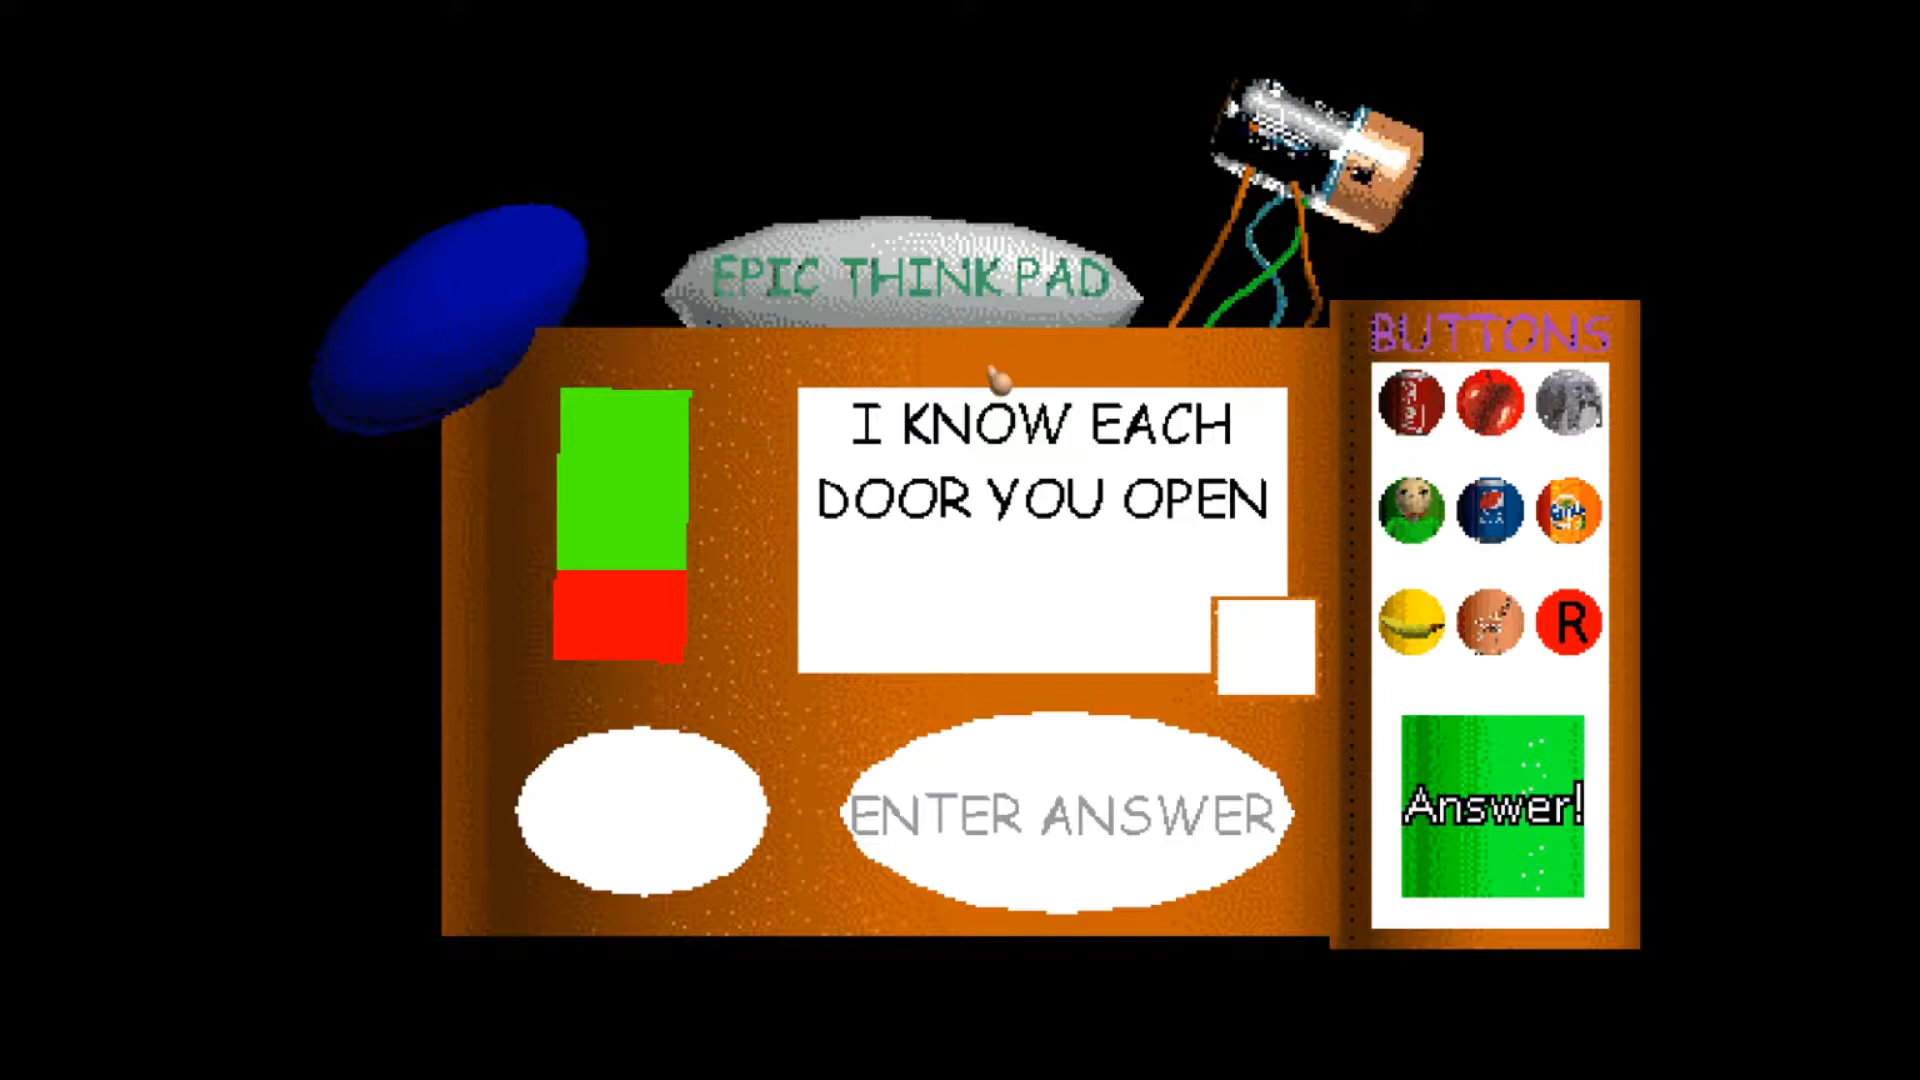 EPIC THINK PAD
BUTTONS
I KNOW EACH
DOOR YOU OPEN
R
Answer!
ENTER ANSWER